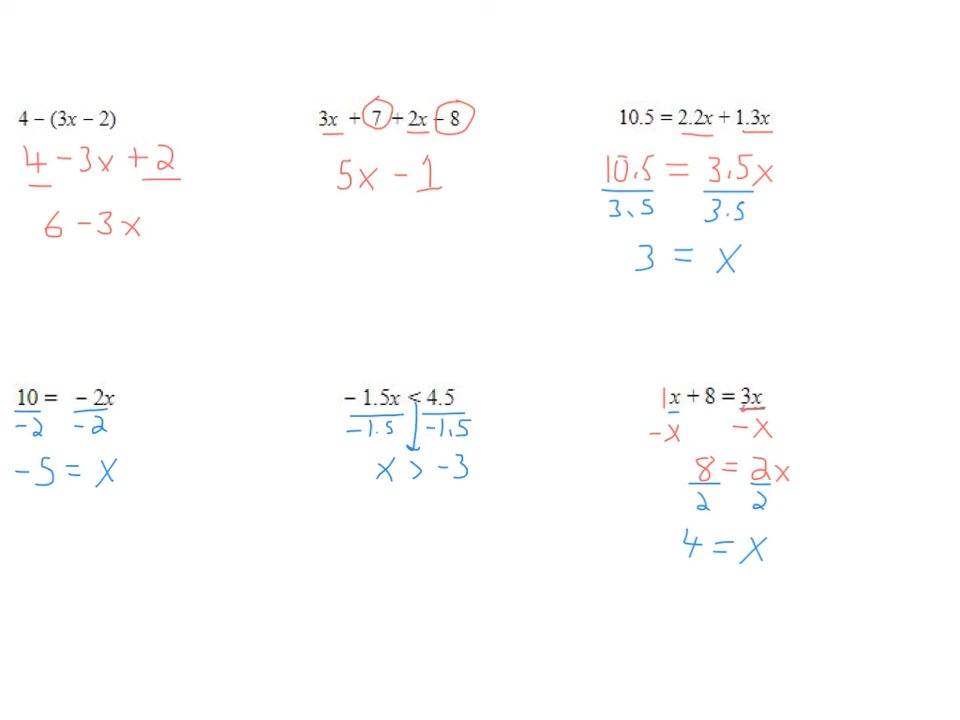 4 – (3x – 2)
4 - 3x + 2
6 - 3x
3x + 7 + 2x – 8
5x - 1
10.5 = 2.2x + 1.3x
10.5 = 3.5x
3.5 3.5
3 = x
10 = – 2x
-2 -2
-5 = x
– 1.5x < 4.5
-1.5 -1.5
x > -3
1x + 8 = 3x
-x -x
8 = 2x
2 2
4 = x